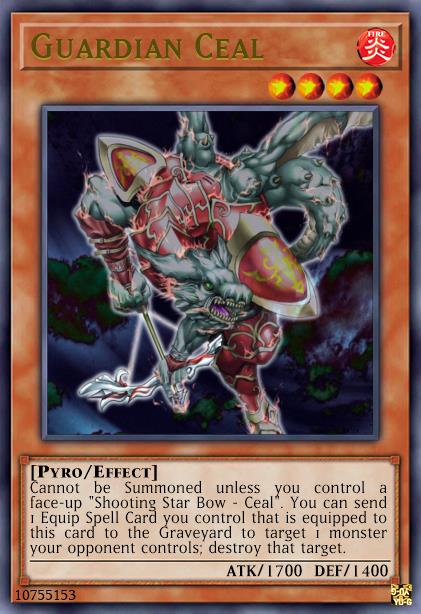 GUARDIAN CEAL
FIRE
炎
[PYRO/EFFECT]
Cannot be Summoned unless you control a
face-up "Shooting Star Bow - Ceal". You can send
1 Equip Spell Card you control that is equipped to
this card to the Graveyard to target 1 monster
your opponent controls; destroy that target.
ATK/1700 DEF/1400
10755153